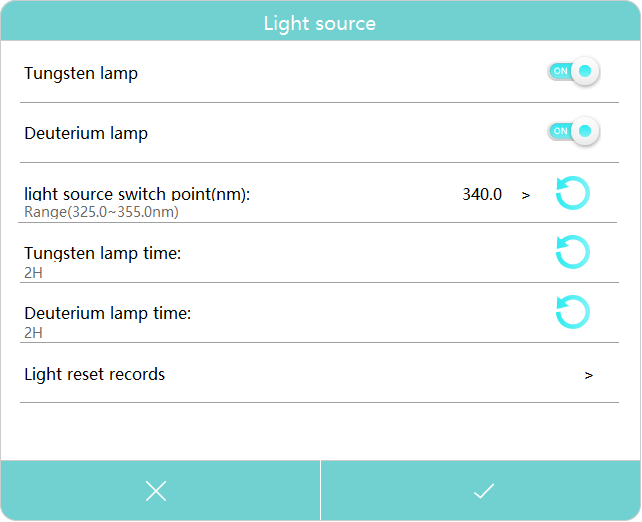 Light source
Tungsten lamp
ON
Deuterium lamp
ON
light source switch point(nm):
340.0 >
Range(325.0~355.0nm)
Tungsten lamp time:
2H
Deuterium lamp time:
2H
Light reset records
>